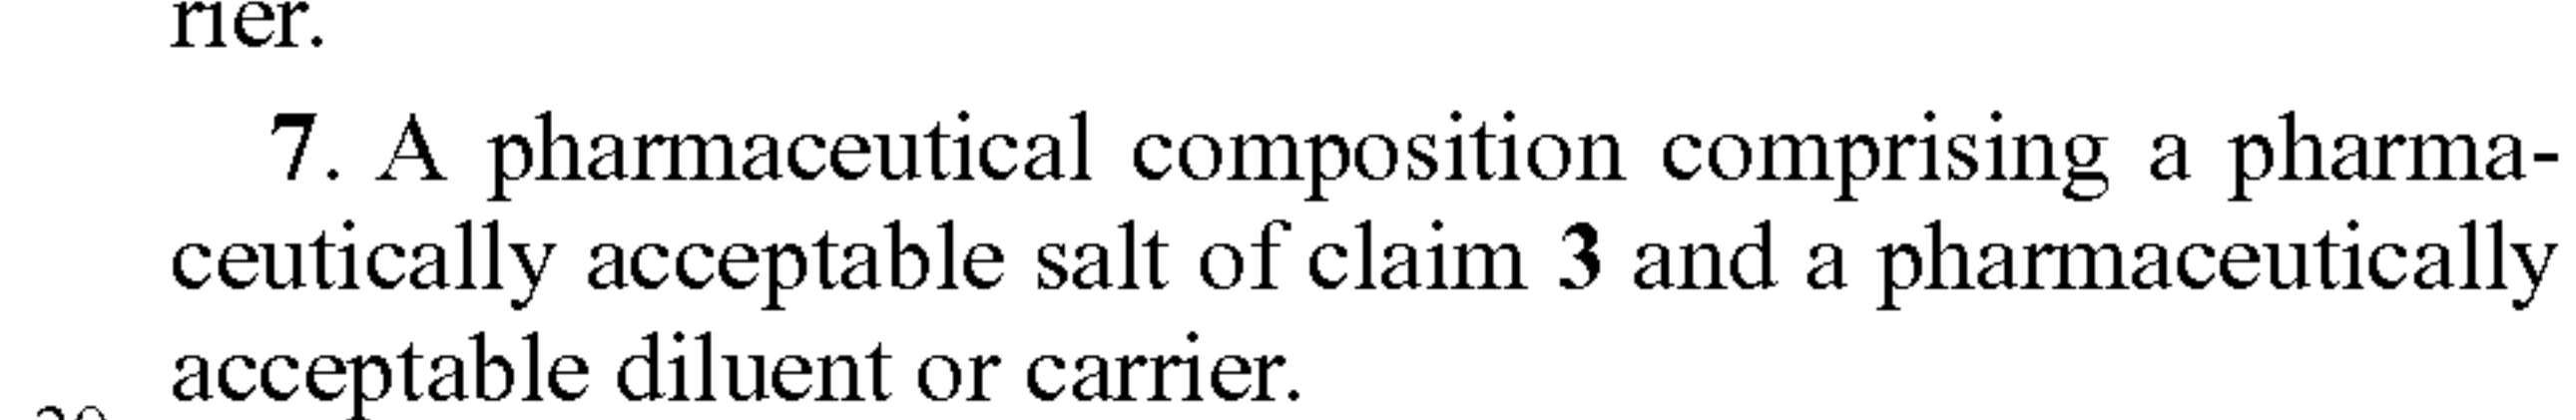 rier.
7. A pharmaceutical composition comprising a pharma-
ceutically acceptable salt of claim 3 and a pharmaceutically
acceptable diluent or carrier.